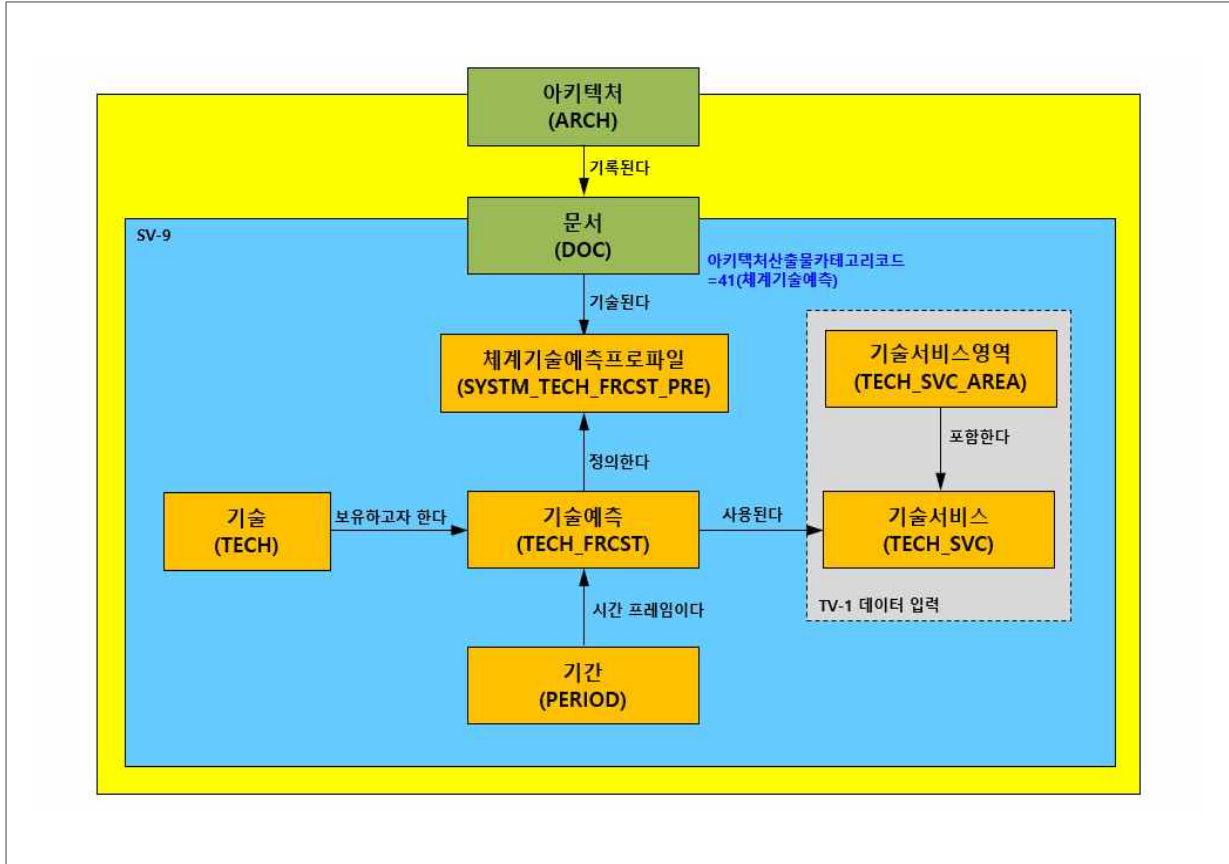 아키텍처
(ARCH)
기록된다
SV-9
문서
(DOC)
아키텍처산출물카테고리코드
=41(체계기술예측)
기술된다
체계기술예측프로파일
(SYSTM_TECH_FRCST_PRE)
기술서비스영역
(TECH_SVC_AREA)
정의한다
포함한다
기술
(TECH)
보유하고자 한다
기술예측
(TECH_FRCST)
사용된다
기술서비스
(TECH_SVC)
시간 프레임이다
TV-1 데이터 입력
기간
(PERIOD)